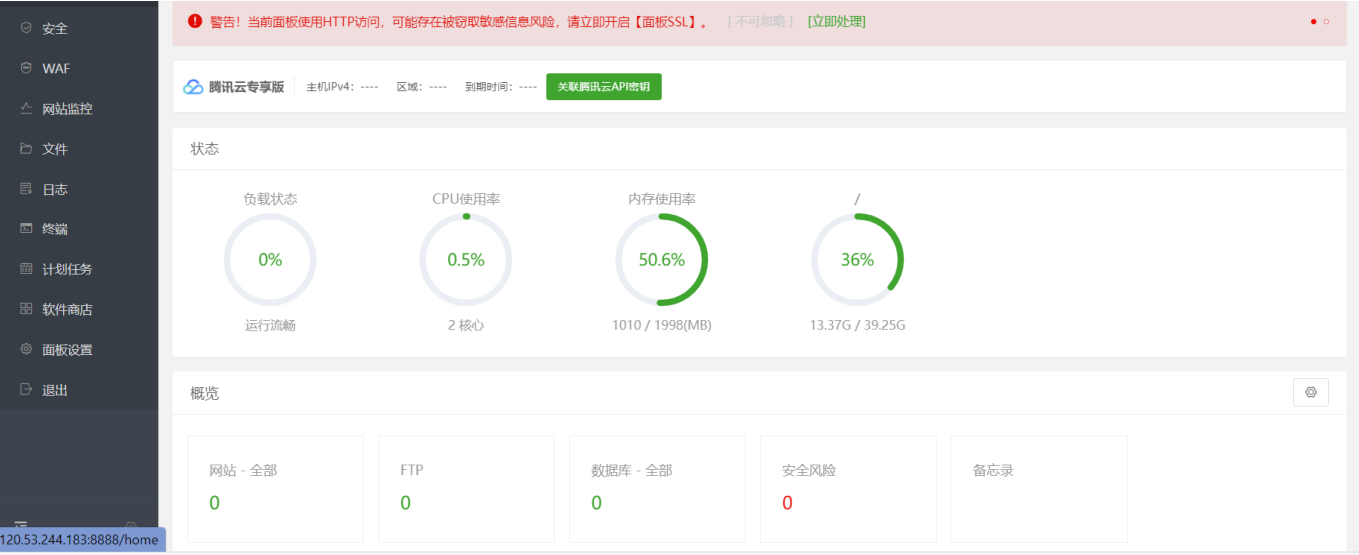 安全
WAF
网站监控
文件
日志
终端
计划任务
软件商店
面板设置
退出
120.53.244.183:8888/home
警告！当前面板使用HTTP访问，可能存在被窃取敏感信息风险，请立即开启【面板SSL】。 [ 不可忽略 ] [立即处理]
腾讯云专享版 主机IPv4: ---- 区域: ---- 到期时间: ---- 关联腾讯云API密钥
状态
负载状态 CPU使用率 内存使用率 /
0% 0.5% 50.6% 36%
运行流畅 2 核心 1010 / 1998(MB) 13.37G / 39.25G
概览
网站 - 全部 FTP 数据库 - 全部 安全风险 备忘录
0 0 0 0